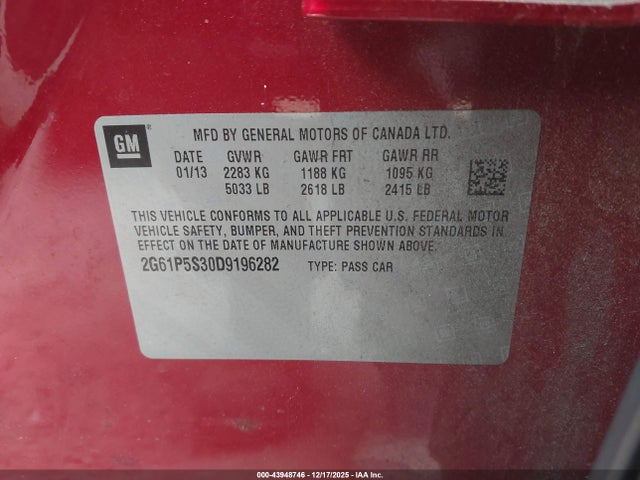 GM
MFD BY GENERAL MOTORS OF CANADA LTD.
DATE GVWR GAWR FRT GAWR RR
01/13 2283 KG 1188 KG 1095 KG
5033 LB 2618 LB 2415 LB
THIS VEHICLE CONFORMS TO ALL APPLICABLE U.S. FEDERAL MOTOR
VEHICLE SAFETY, BUMPER, AND THEFT PREVENTION STANDARDS IN
EFFECT ON THE DATE OF MANUFACTURE SHOWN ABOVE.
2G61P5S30D9196282 TYPE: PASS CAR
000-43948746 - 12/17/2025 - IAA Inc.